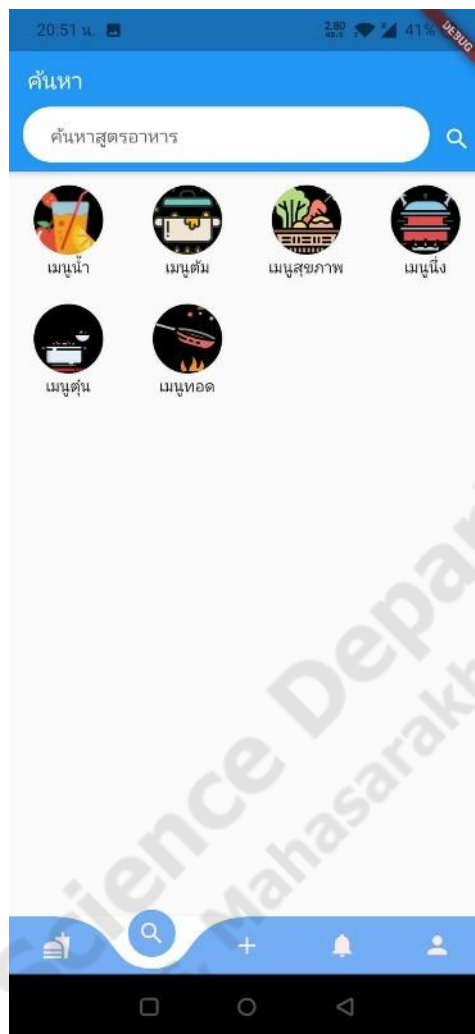 20:51 น.
2.80
KB/S
41%
DEBUG
ค้นหา
ค้นหาสูตรอาหาร
เมนูน้ำ
เมนูต้ม
เมนูสุขภาพ
เมนูนึ่ง
เมนูตุ๋น
เมนูทอด
Science Depar
Mahasarakh